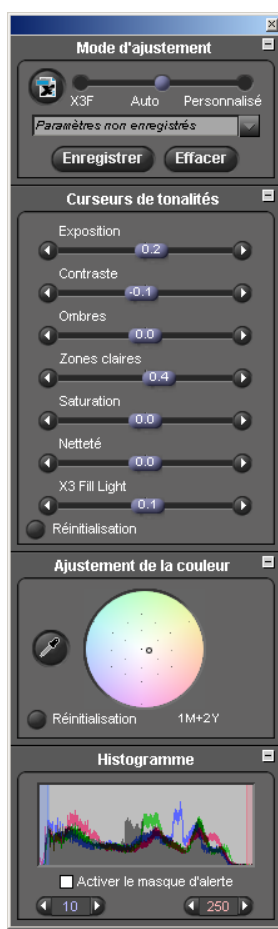 Mode d'ajustement
X3F Auto Personnalisé
Paramètres non enregistrés
Enregistrer Effacer
Curseurs de tonalités
Exposition
0.2
Contraste
-0.1
Ombres
0.0
Zones claires
0.4
Saturation
0.0
Netteté
0.0
X3 Fill Light
0.1
Réinitialisation
Ajustement de la couleur
Réinitialisation 1M+2Y
Histogramme
Activer le masque d'alerte
10 250